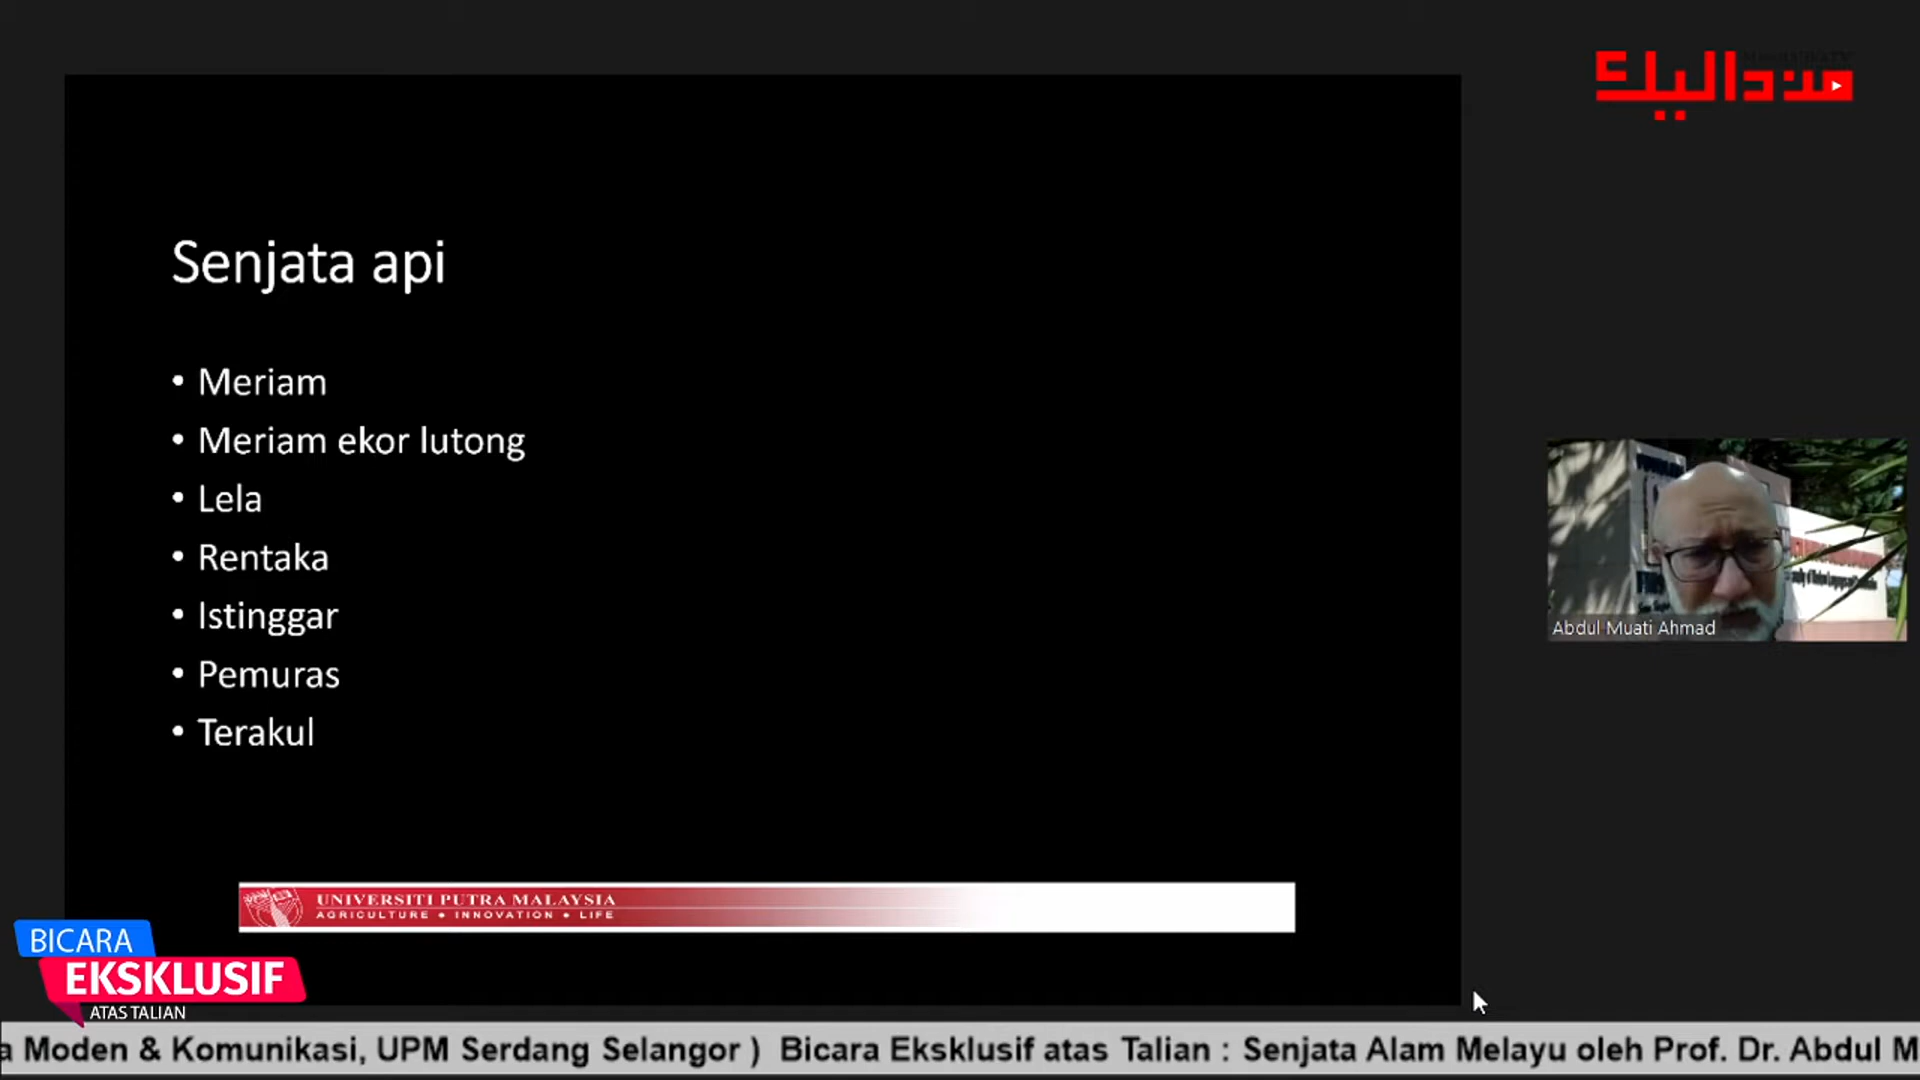 منداليك
Senjata api
• Meriam
• Meriam ekor lutong
• Lela
• Rentaka
• Istinggar
• Pemuras
• Terakul
Abdul Muati Ahmad
UNIVERSITI PUTRA MALAYSIA
AGRICULTURE • INNOVATION • LIFE
BICARA
EKSKLUSIF
ATAS TALIAN
a Moden & Komunikasi, UPM Serdang Selangor ) Bicara Eksklusif atas Talian : Senjata Alam Melayu oleh Prof. Dr. Abdul M